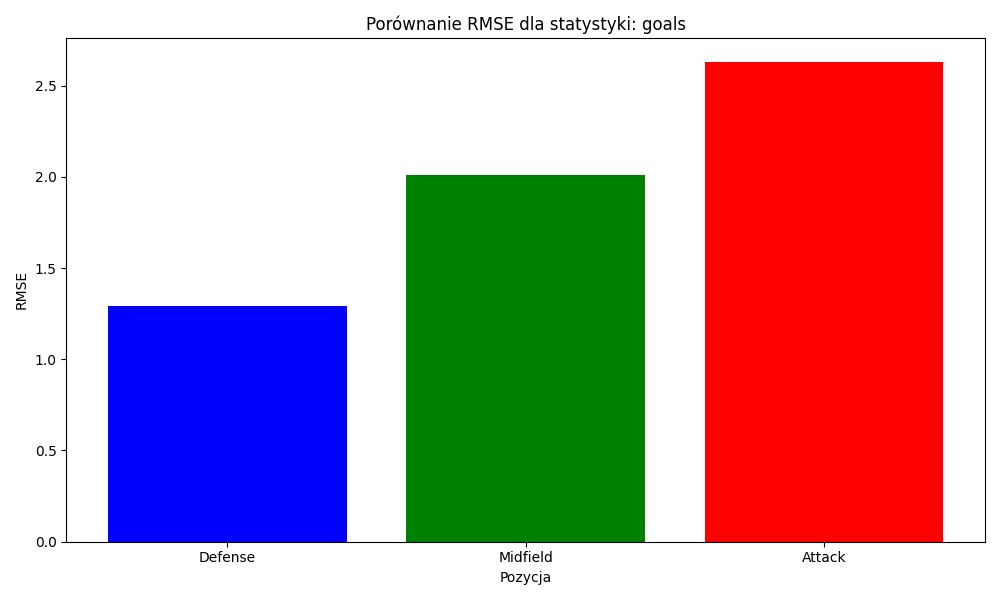 Porównanie RMSE dla statystyki: goals
RMSE
2.5
2.0
1.5
1.0
0.5
0.0
Defense
Midfield
Attack
Pozycja